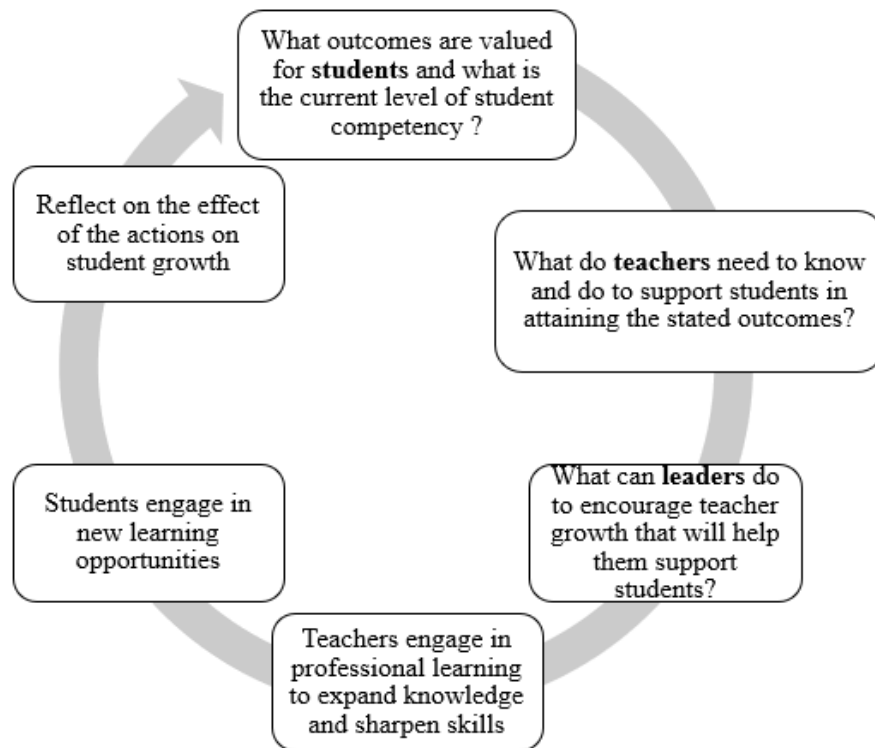 What outcomes are valued
for students and what is
the current level of student
competency ?
What do teachers need to know
and do to support students in
attaining the stated outcomes?
What can leaders do
to encourage teacher
growth that will help
them support
students?
Teachers engage in
professional learning
to expand knowledge
and sharpen skills
Students engage in
new learning
opportunities
Reflect on the effect
of the actions on
student growth